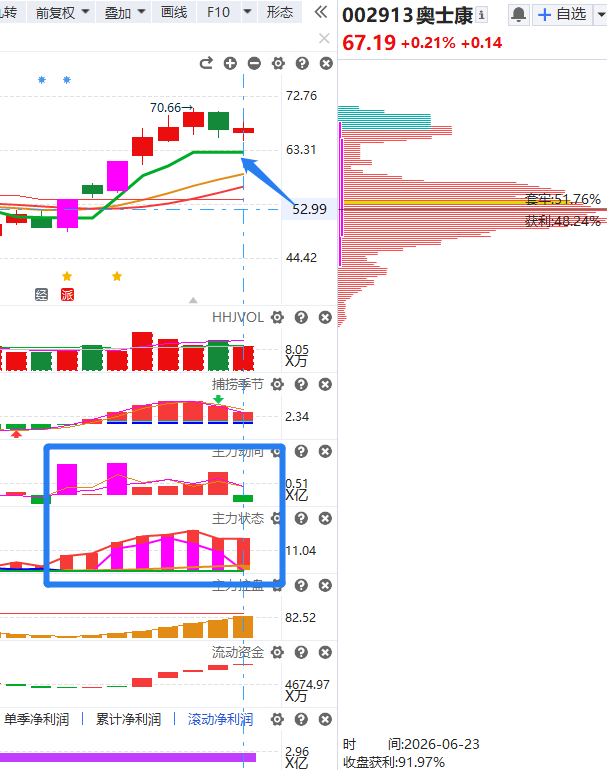 转 前复权 叠加 画线 F10 形态
002913 奥士康
自选
67.19 +0.21% +0.14
70.66→
72.76
63.31
52.99
44.42
经 派
HHJVOL
8.05
X万
捕捞季节
2.34
主力动向
0.51
X亿
主力状态
11.04
主力控盘
82.52
流动资金
4674.97
X万
单季净利润 累计净利润 滚动净利润
2.96
X亿
套牢:51.76%
获利:48.24%
时 间:2026-06-23
收盘获利:91.97%